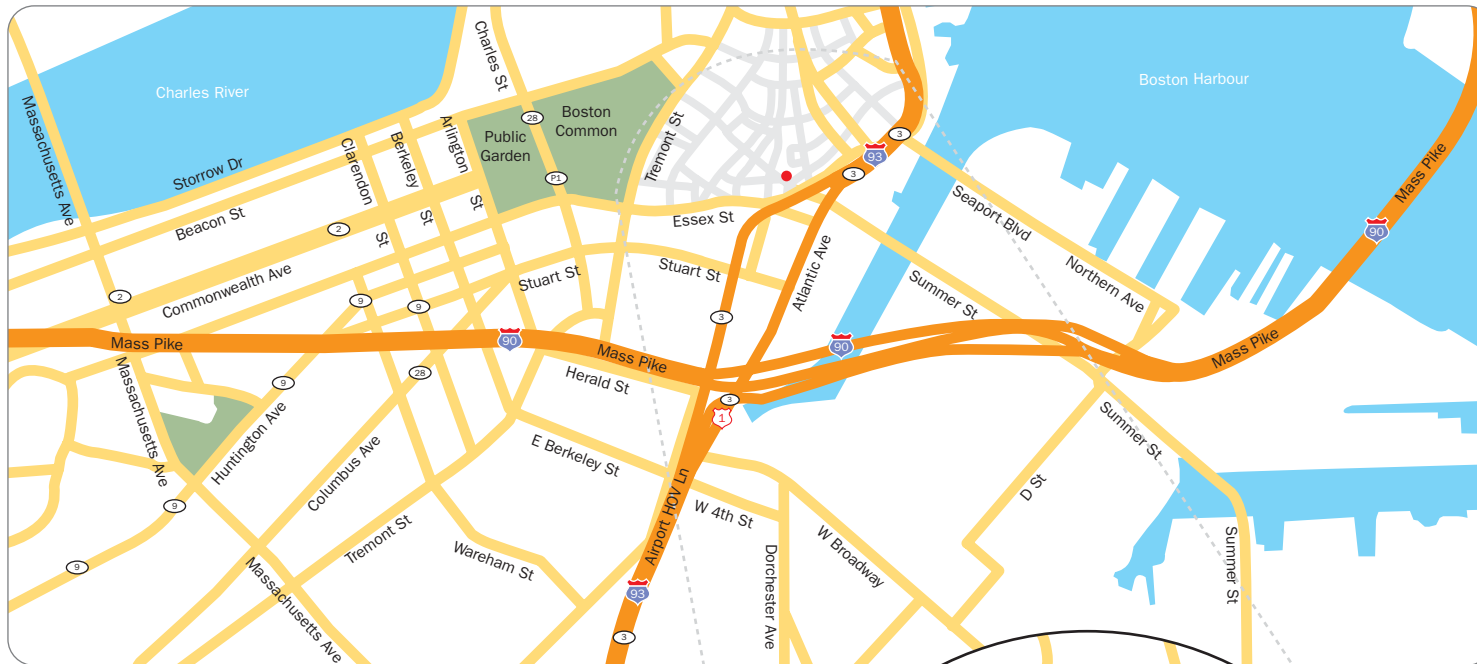 Charles River
Boston Harbour
Charles St
28
Boston
Common
Public
Garden
P1
Tremont St
3
93
3
Massachusetts Ave
Storrow Dr
Beacon St
Clarendon
St
Berkeley
St
Arlington
St
2
2
Commonwealth Ave
Essex St
Stuart St
Stuart St
Atlantic Ave
Seaport Blvd
Northern Ave
Summer St
Mass Pike
90
Mass Pike
9
9
3
90
90
Mass Pike
Mass Pike
Herald St
28
3
1
Massachusetts Ave
9
Huntington Ave
Columbus Ave
E Berkeley St
W 4th St
Airport HOV Ln
D St
Summer St
9
Tremont St
Wareham St
W Broadway
Dorchester Ave
Summer St
9
Massachusetts Ave
93
3